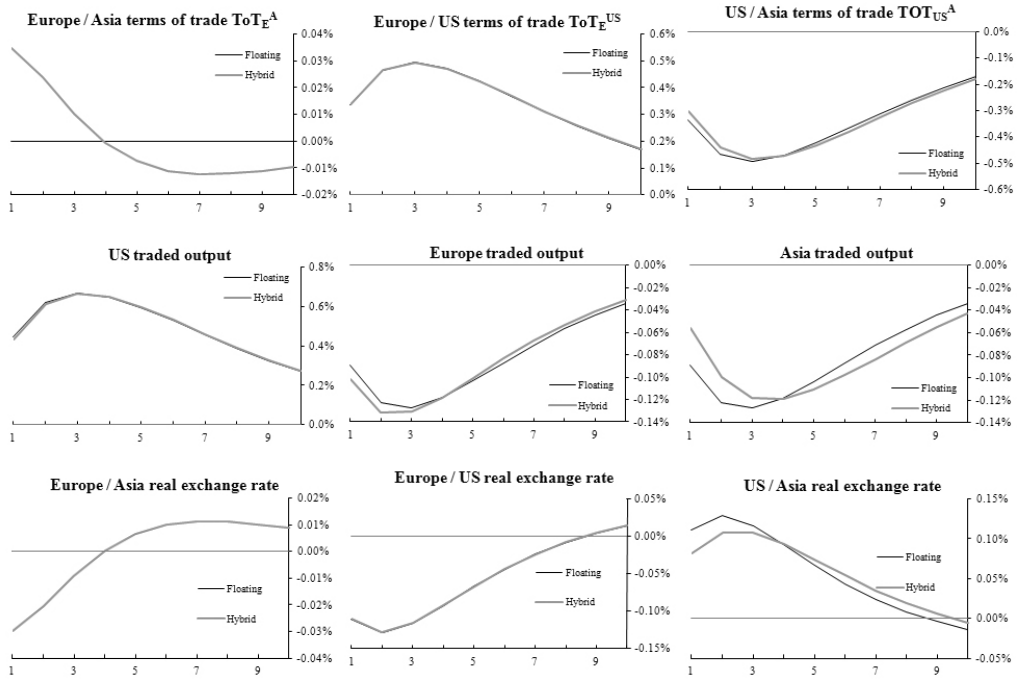 Europe / Asia terms of trade ToT_E^A
0.04%
0.03%
0.02%
0.01%
0.00%
-0.01%
-0.02%
Floating
Hybrid
1 3 5 7 9
Europe / US terms of trade ToT_E^US
0.6%
0.5%
0.4%
0.3%
0.2%
0.1%
0.0%
Floating
Hybrid
1 3 5 7 9
US / Asia terms of trade TOT_US^A
0.0%
-0.1%
-0.2%
-0.3%
-0.4%
-0.5%
-0.6%
Floating
Hybrid
1 3 5 7 9
US traded output
0.8%
0.6%
0.4%
0.2%
0.0%
Floating
Hybrid
1 3 5 7 9
Europe traded output
0.00%
-0.02%
-0.04%
-0.06%
-0.08%
-0.10%
-0.12%
-0.14%
Floating
Hybrid
1 3 5 7 9
Asia traded output
0.00%
-0.02%
-0.04%
-0.06%
-0.08%
-0.10%
-0.12%
-0.14%
Floating
Hybrid
1 3 5 7 9
Europe / Asia real exchange rate
0.02%
0.01%
0.00%
-0.01%
-0.02%
-0.03%
-0.04%
Floating
Hybrid
1 3 5 7 9
Europe / US real exchange rate
0.05%
0.00%
-0.05%
-0.10%
-0.15%
Floating
Hybrid
1 3 5 7 9
US / Asia real exchange rate
0.15%
0.10%
0.05%
0.00%
-0.05%
Floating
Hybrid
1 3 5 7 9